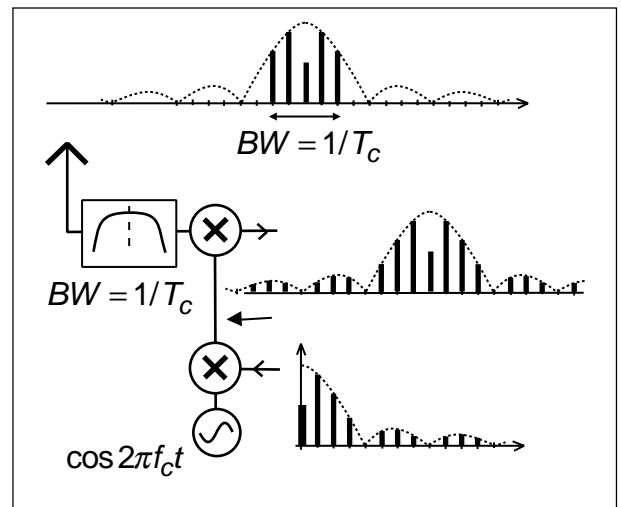 BW = 1/T_c
BW = 1/T_c
cos 2πf_ct